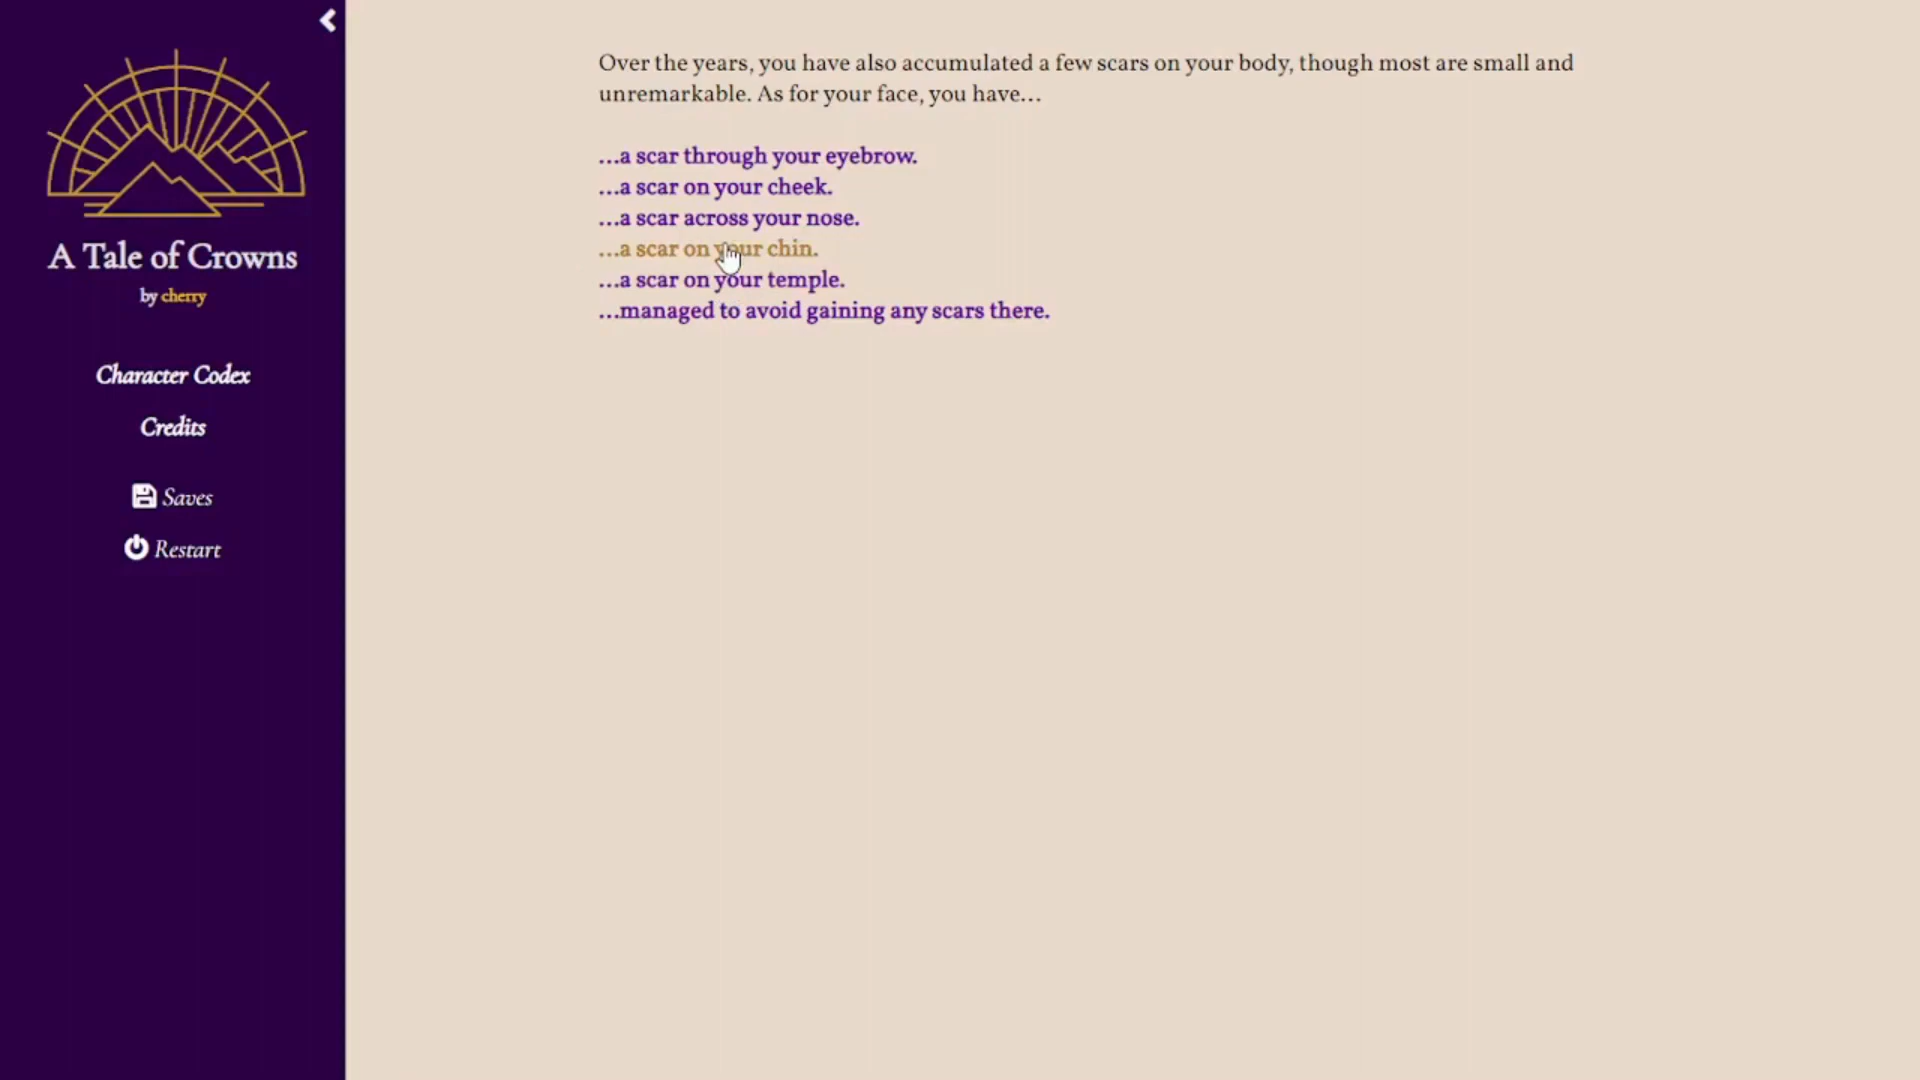 A Tale of Crowns
by cherry
Character Codex
Credits
Saves
Restart
Over the years, you have also accumulated a few scars on your body, though most are small and
unremarkable. As for your face, you have…
…a scar through your eyebrow.
…a scar on your cheek.
…a scar across your nose.
…a scar on your chin.
…a scar on your temple.
…managed to avoid gaining any scars there.